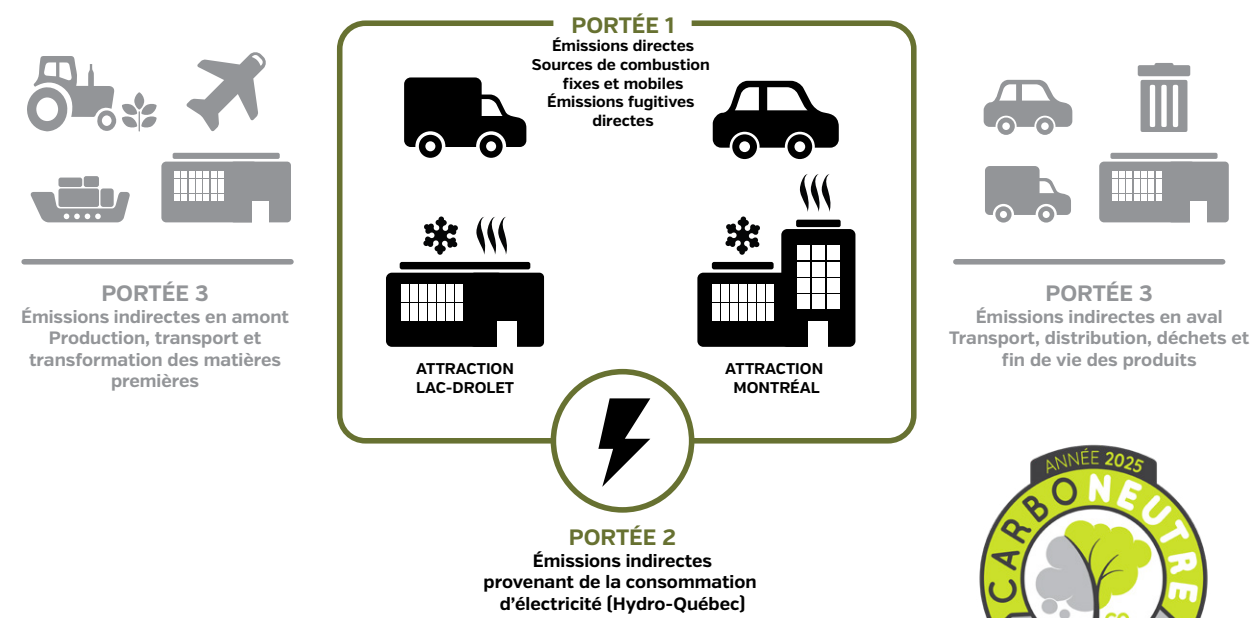 PORTÉE 1
Émissions directes
Sources de combustion
fixes et mobiles
Émissions fugitives
directes
ATTRACTION
LAC-DROLET
ATTRACTION
MONTRÉAL
PORTÉE 3
Émissions indirectes en amont
Production, transport et
transformation des matières
premières
PORTÉE 3
Émissions indirectes en aval
Transport, distribution, déchets et
fin de vie des produits
PORTÉE 2
Émissions indirectes
provenant de la consommation
d’électricité (Hydro-Québec)
ANNÉE 2025
CARBONEUTRE